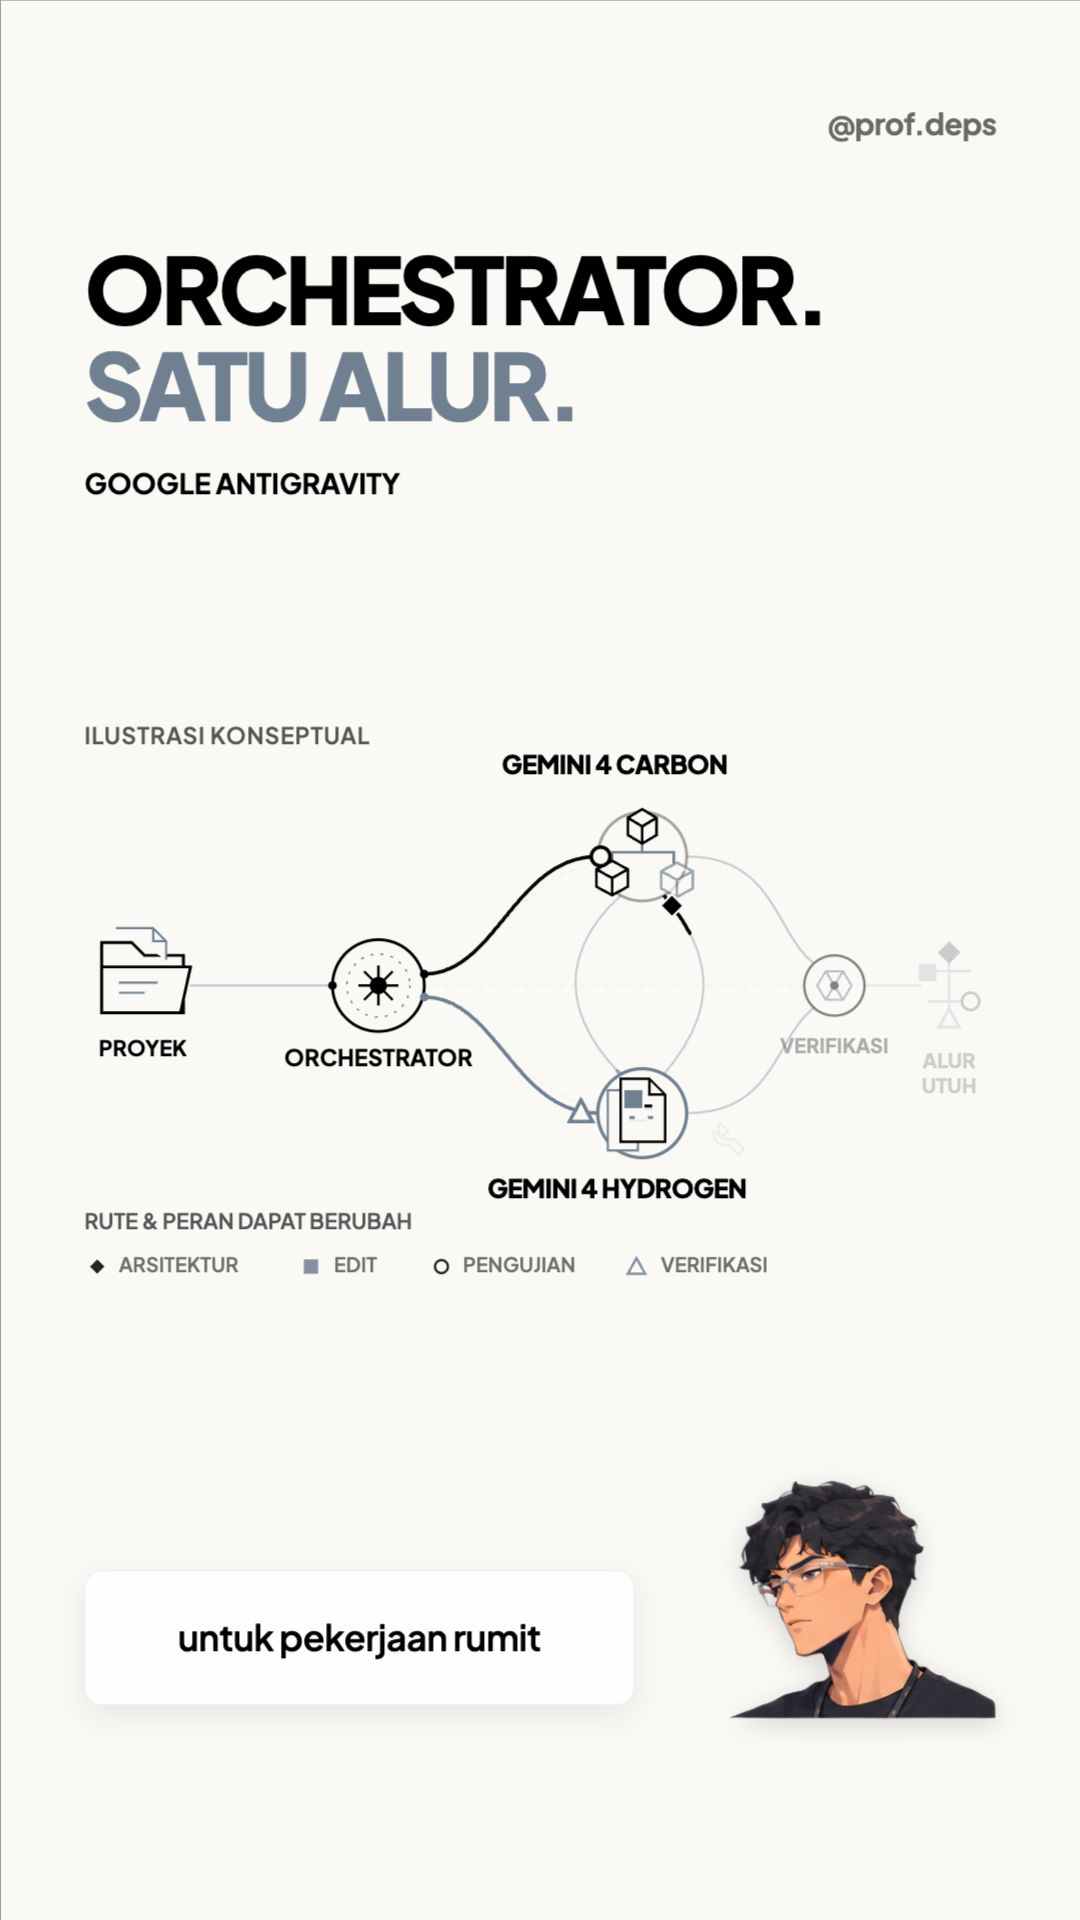 @prof.deps
ORCHESTRATOR.
SATU ALUR.
GOOGLE ANTIGRAVITY
ILUSTRASI KONSEPTUAL
GEMINI 4 CARBON
PROYEK
ORCHESTRATOR
VERIFIKASI
ALUR
UTUH
GEMINI 4 HYDROGEN
RUTE & PERAN DAPAT BERUBAH
ARSITEKTUR EDIT PENGUJIAN VERIFIKASI
untuk pekerjaan rumit